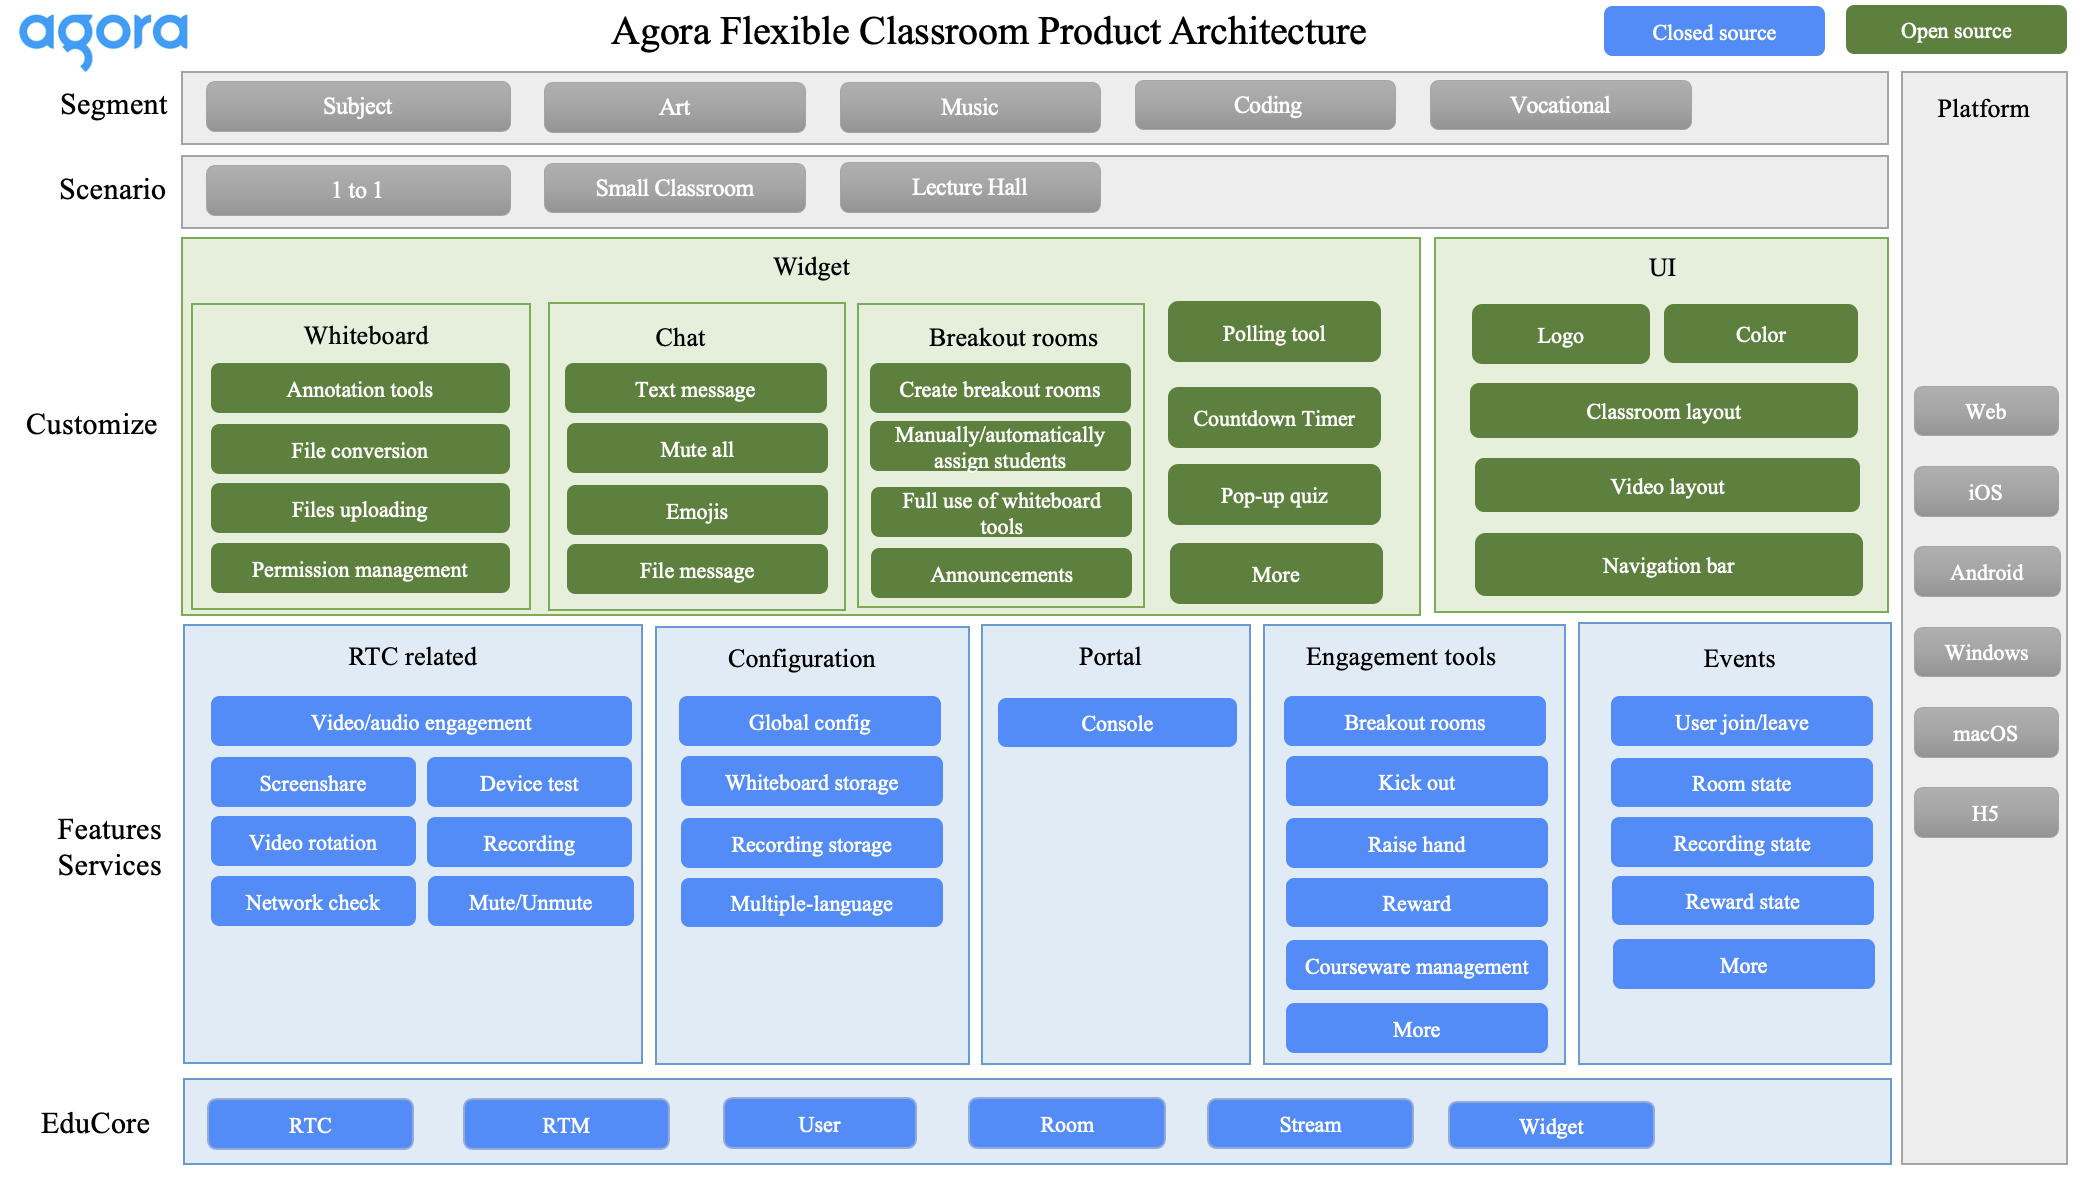 agora
Agora Flexible Classroom Product Architecture
Closed source
Open source
Segment
Subject
Art
Music
Coding
Vocational
Platform
Scenario
1 to 1
Small Classroom
Lecture Hall
Customize
Widget
Whiteboard
Annotation tools
File conversion
Files uploading
Permission management
Chat
Text message
Mute all
Emojis
File message
Breakout rooms
Create breakout rooms
Manually/automatically
assign students
Full use of whiteboard
tools
Announcements
Polling tool
Countdown Timer
Pop-up quiz
More
UI
Logo
Color
Classroom layout
Video layout
Navigation bar
Web
iOS
Android
Windows
macOS
H5
Features
Services
RTC related
Video/audio engagement
Screenshare
Device test
Video rotation
Recording
Network check
Mute/Unmute
Configuration
Global config
Whiteboard storage
Recording storage
Multiple-language
Portal
Console
Engagement tools
Breakout rooms
Kick out
Raise hand
Reward
Courseware management
More
Events
User join/leave
Room state
Recording state
Reward state
More
EduCore
RTC
RTM
User
Room
Stream
Widget